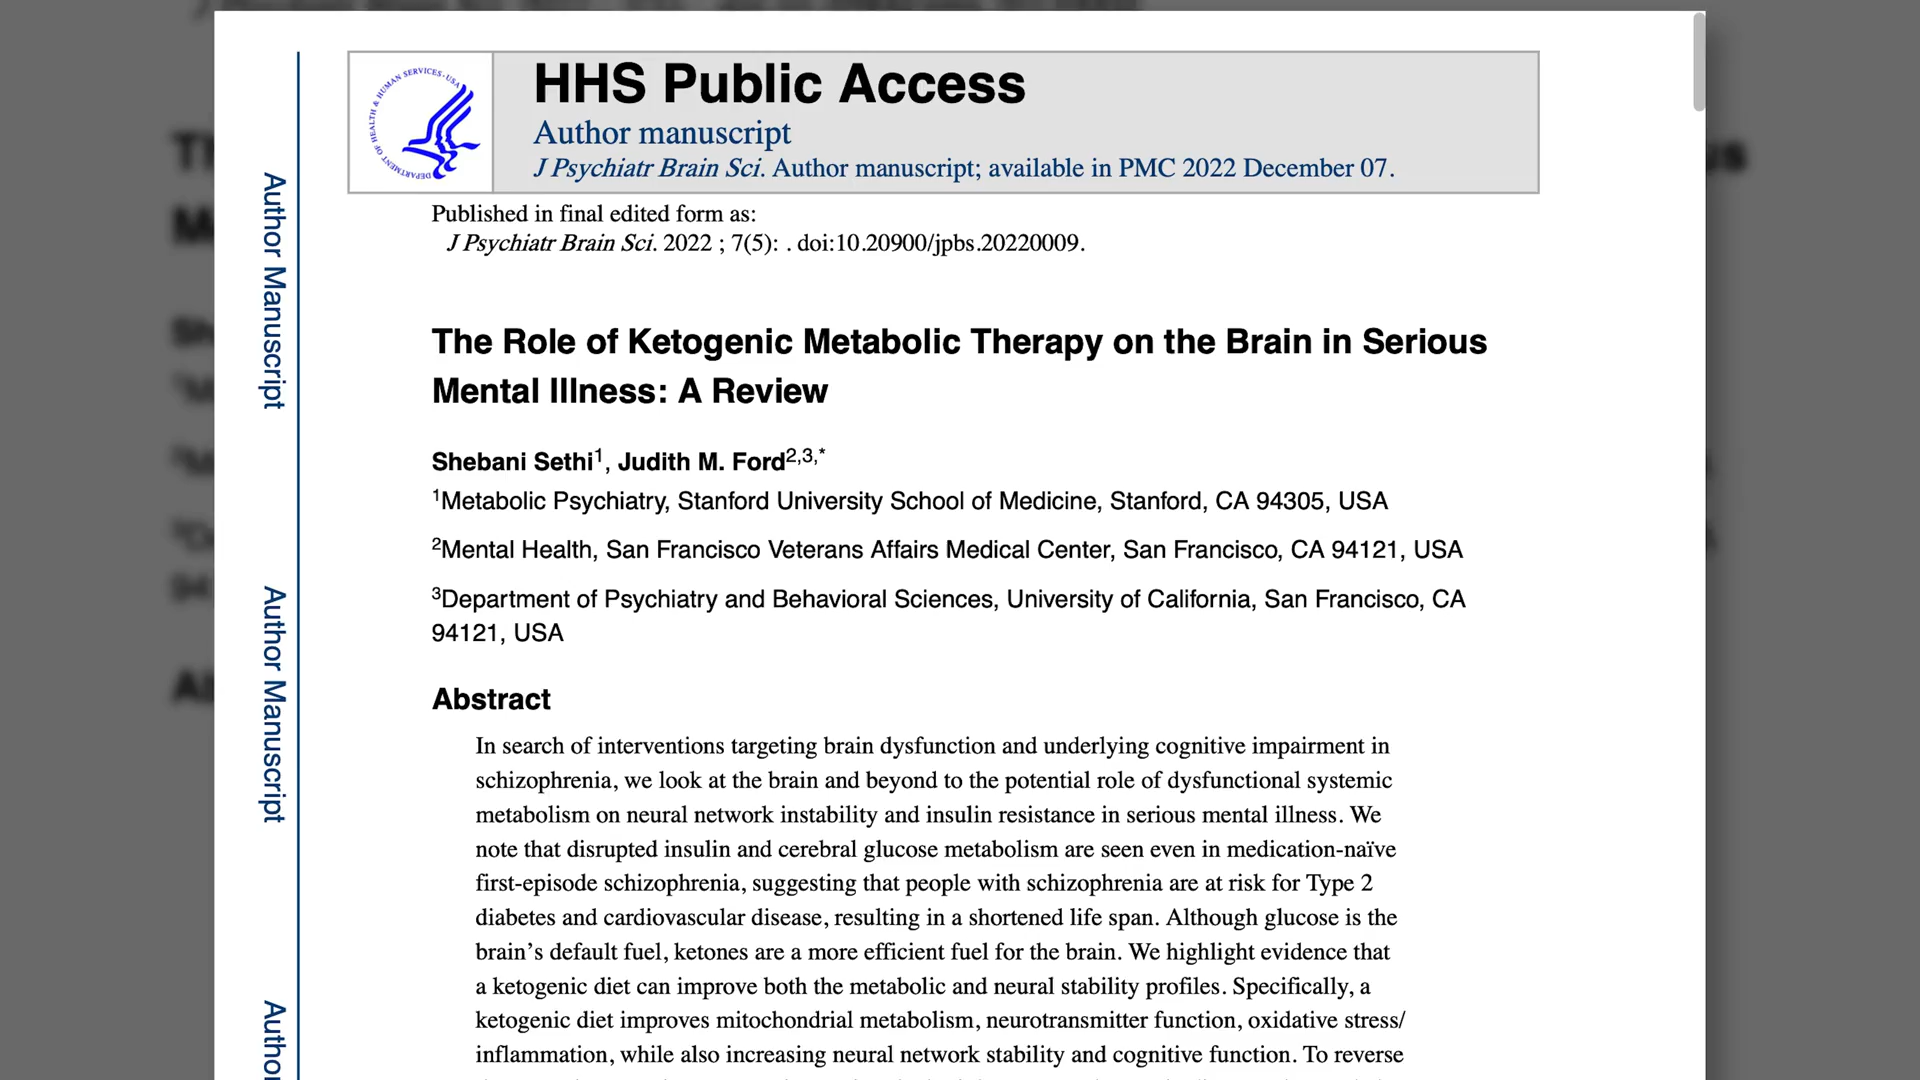 HHS Public Access
Author manuscript
J Psychiatr Brain Sci. Author manuscript; available in PMC 2022 December 07.
DEPARTMENT OF HEALTH & HUMAN SERVICES · USA
Published in final edited form as:
J Psychiatr Brain Sci. 2022 ; 7(5): . doi:10.20900/jpbs.20220009.
The Role of Ketogenic Metabolic Therapy on the Brain in Serious
Mental Illness: A Review
Shebani Sethi1, Judith M. Ford2,3,*
1Metabolic Psychiatry, Stanford University School of Medicine, Stanford, CA 94305, USA
2Mental Health, San Francisco Veterans Affairs Medical Center, San Francisco, CA 94121, USA
3Department of Psychiatry and Behavioral Sciences, University of California, San Francisco, CA
94121, USA
Abstract
In search of interventions targeting brain dysfunction and underlying cognitive impairment in
schizophrenia, we look at the brain and beyond to the potential role of dysfunctional systemic
metabolism on neural network instability and insulin resistance in serious mental illness. We
note that disrupted insulin and cerebral glucose metabolism are seen even in medication-naïve
first-episode schizophrenia, suggesting that people with schizophrenia are at risk for Type 2
diabetes and cardiovascular disease, resulting in a shortened life span. Although glucose is the
brain’s default fuel, ketones are a more efficient fuel for the brain. We highlight evidence that
a ketogenic diet can improve both the metabolic and neural stability profiles. Specifically, a
ketogenic diet improves mitochondrial metabolism, neurotransmitter function, oxidative stress/
inflammation, while also increasing neural network stability and cognitive function. To reverse
Author Manuscript
Author Manuscript